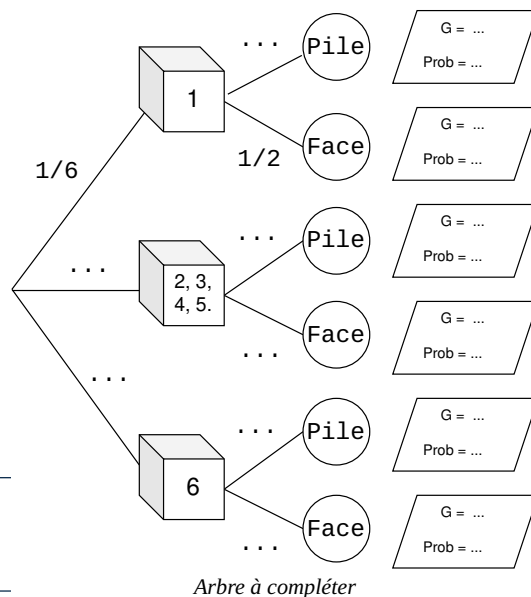 ... Pile
G = ...
Prob = ...
1
1/2 Face
G = ...
Prob = ...
1/6
... Pile
G = ...
Prob = ...
...
2, 3,
4, 5.
... Face
G = ...
Prob = ...
...
... Pile
G = ...
Prob = ...
6
... Face
G = ...
Prob = ...
Arbre à compléter